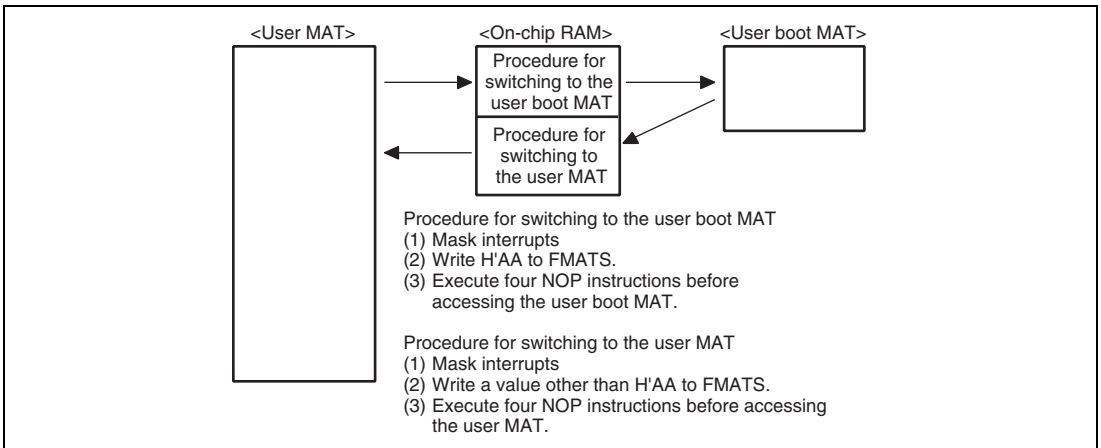 <User MAT>
<On-chip RAM>
<User boot MAT>
Procedure for
switching to the
user boot MAT
Procedure for
switching to
the user MAT
Procedure for switching to the user boot MAT
(1) Mask interrupts
(2) Write H'AA to FMATS.
(3) Execute four NOP instructions before
accessing the user boot MAT.
Procedure for switching to the user MAT
(1) Mask interrupts
(2) Write a value other than H'AA to FMATS.
(3) Execute four NOP instructions before accessing
the user MAT.